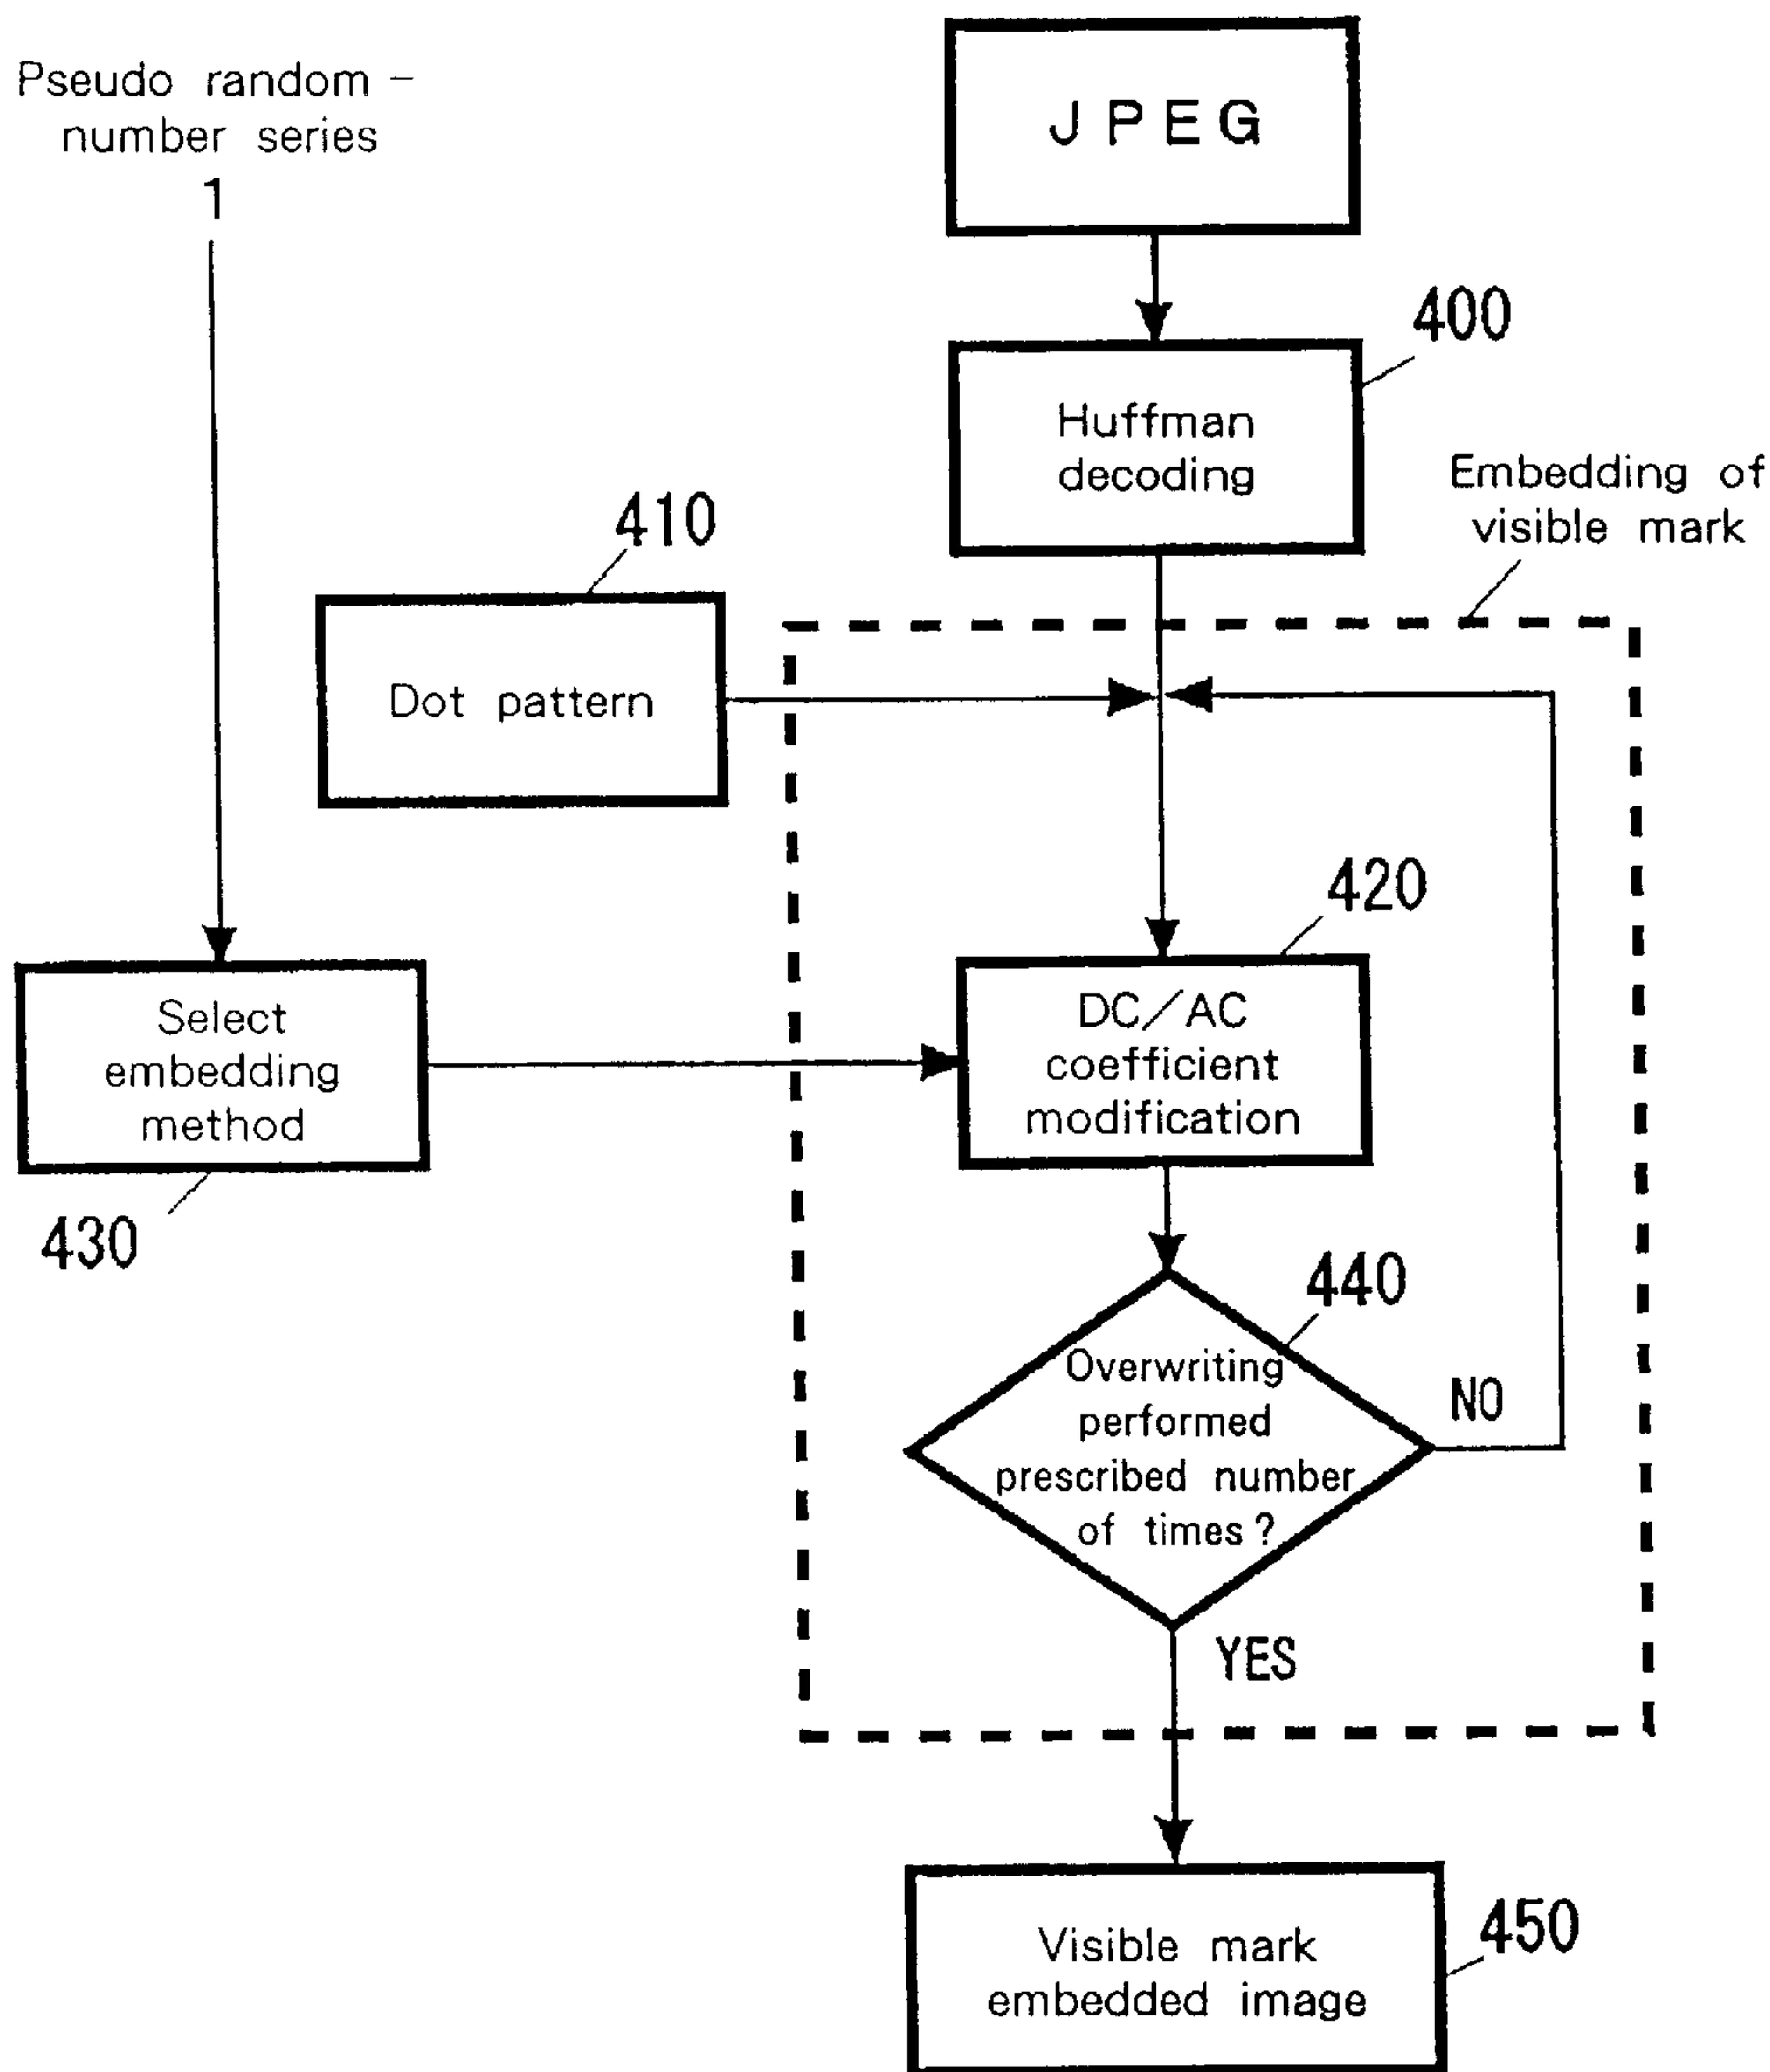 Pseudo random-
number series
1
JPEG
400
Huffman
decoding
Embedding of
visible mark
410
Dot pattern
420
DC/AC
coefficient
modification
Select
embedding
method
430
440
Overwriting
performed
prescribed number
of times?
NO
YES
450
Visible mark
embedded image